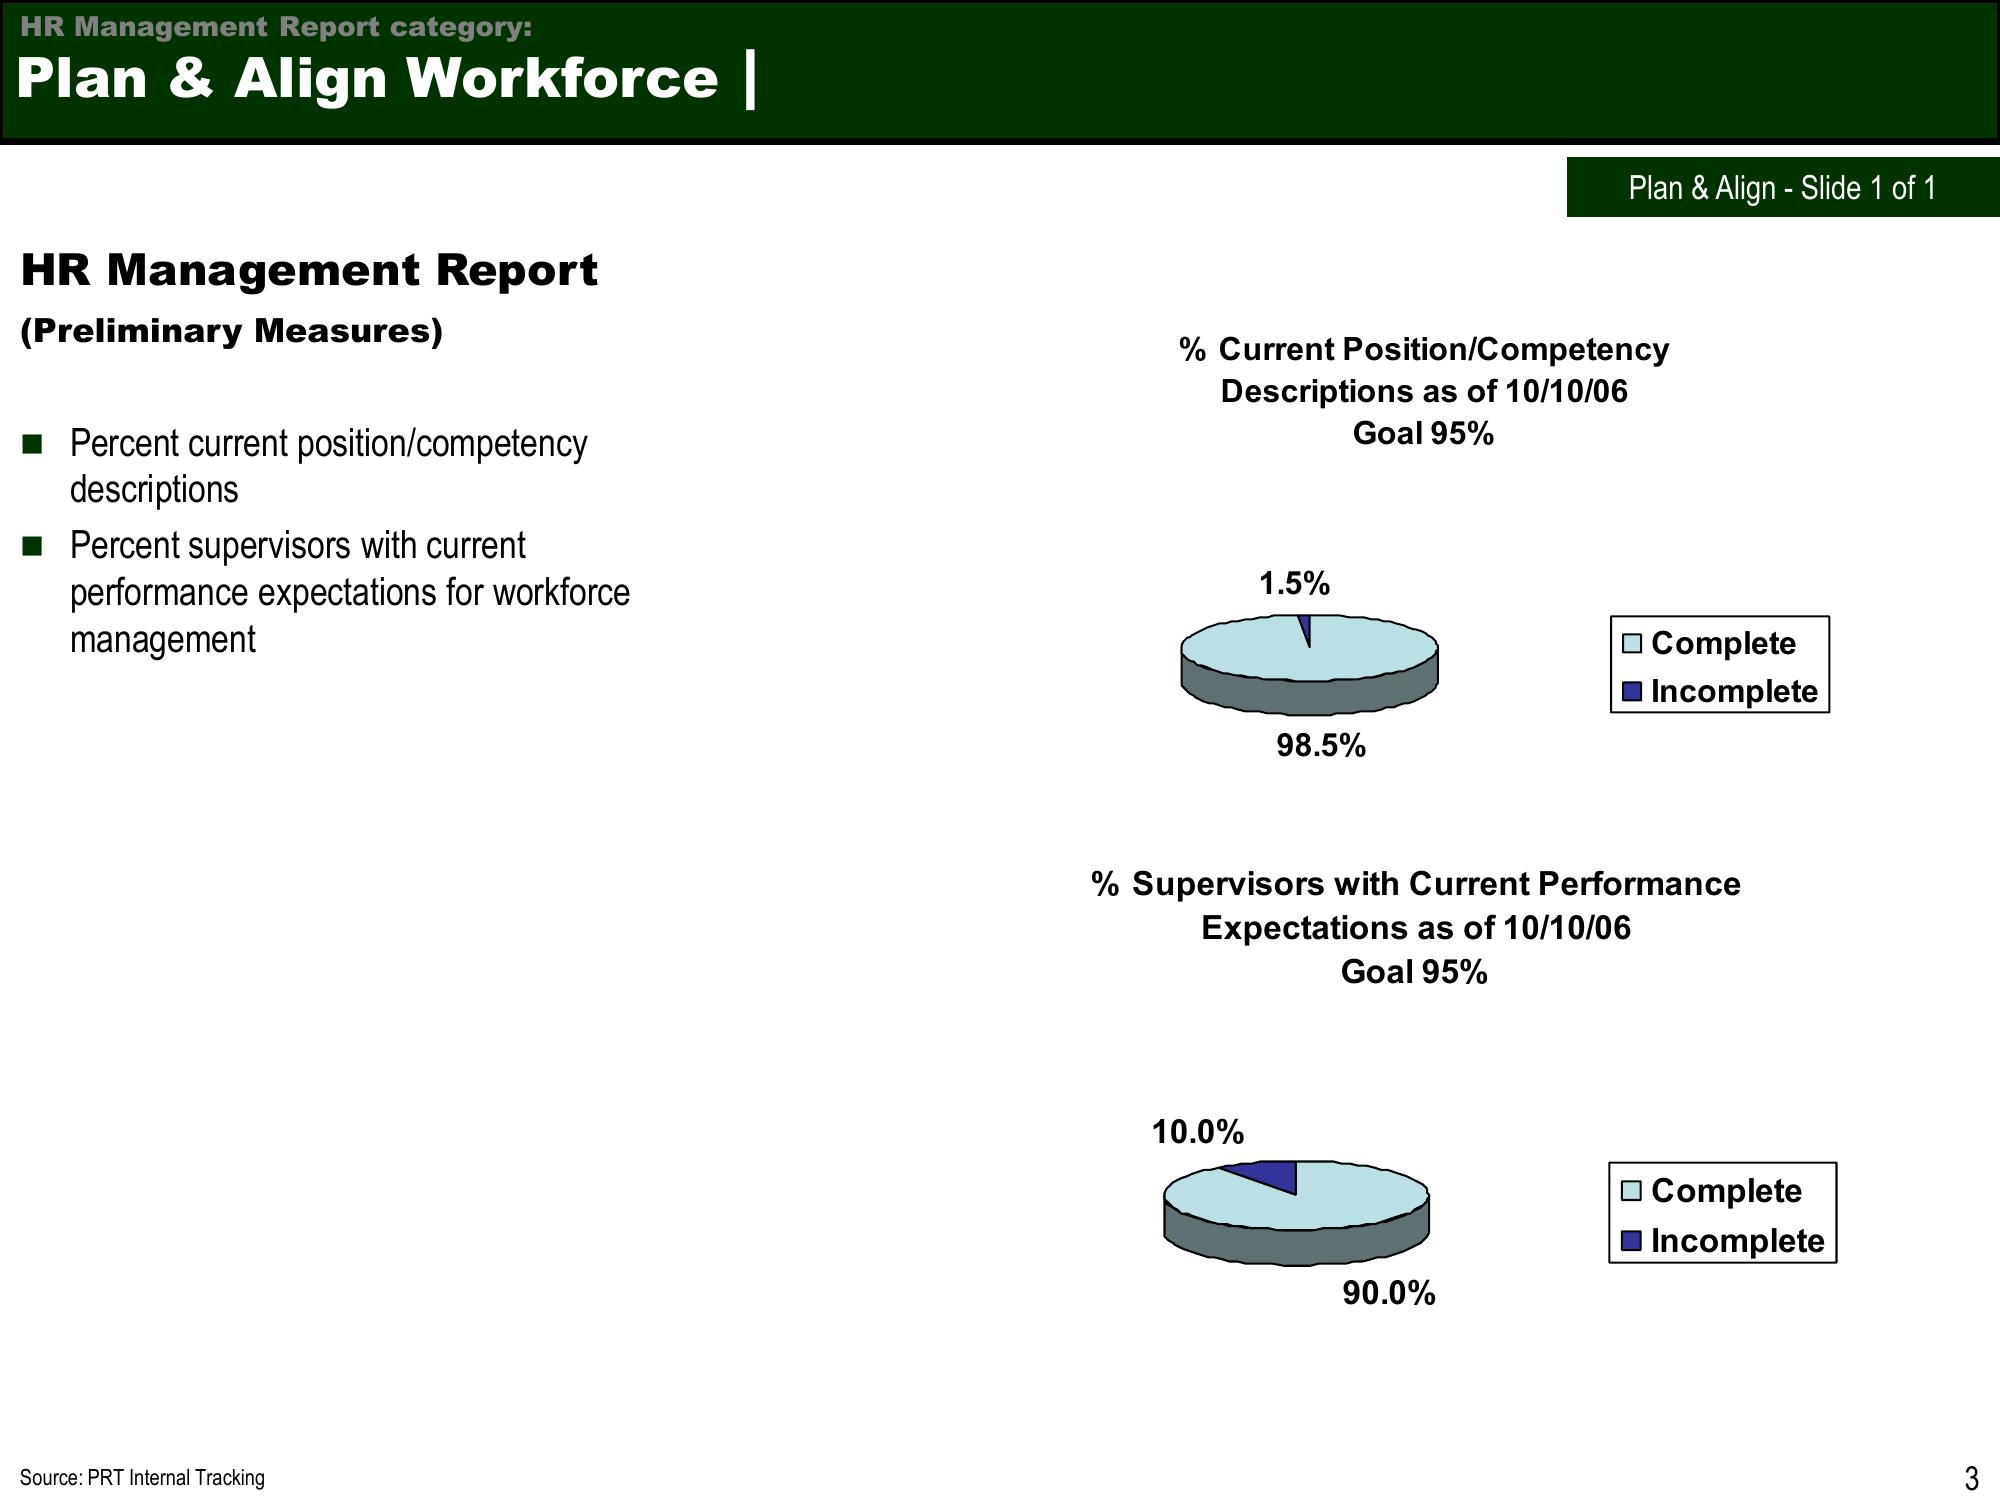 HR Management Report category:
Plan & Align Workforce |
Plan & Align - Slide 1 of 1
HR Management Report
(Preliminary Measures)
Percent current position/competency
descriptions
Percent supervisors with current
performance expectations for workforce
management
% Current Position/Competency
Descriptions as of 10/10/06
Goal 95%
1.5%
98.5%
Complete
Incomplete
% Supervisors with Current Performance
Expectations as of 10/10/06
Goal 95%
10.0%
90.0%
Complete
Incomplete
Source: PRT Internal Tracking
3